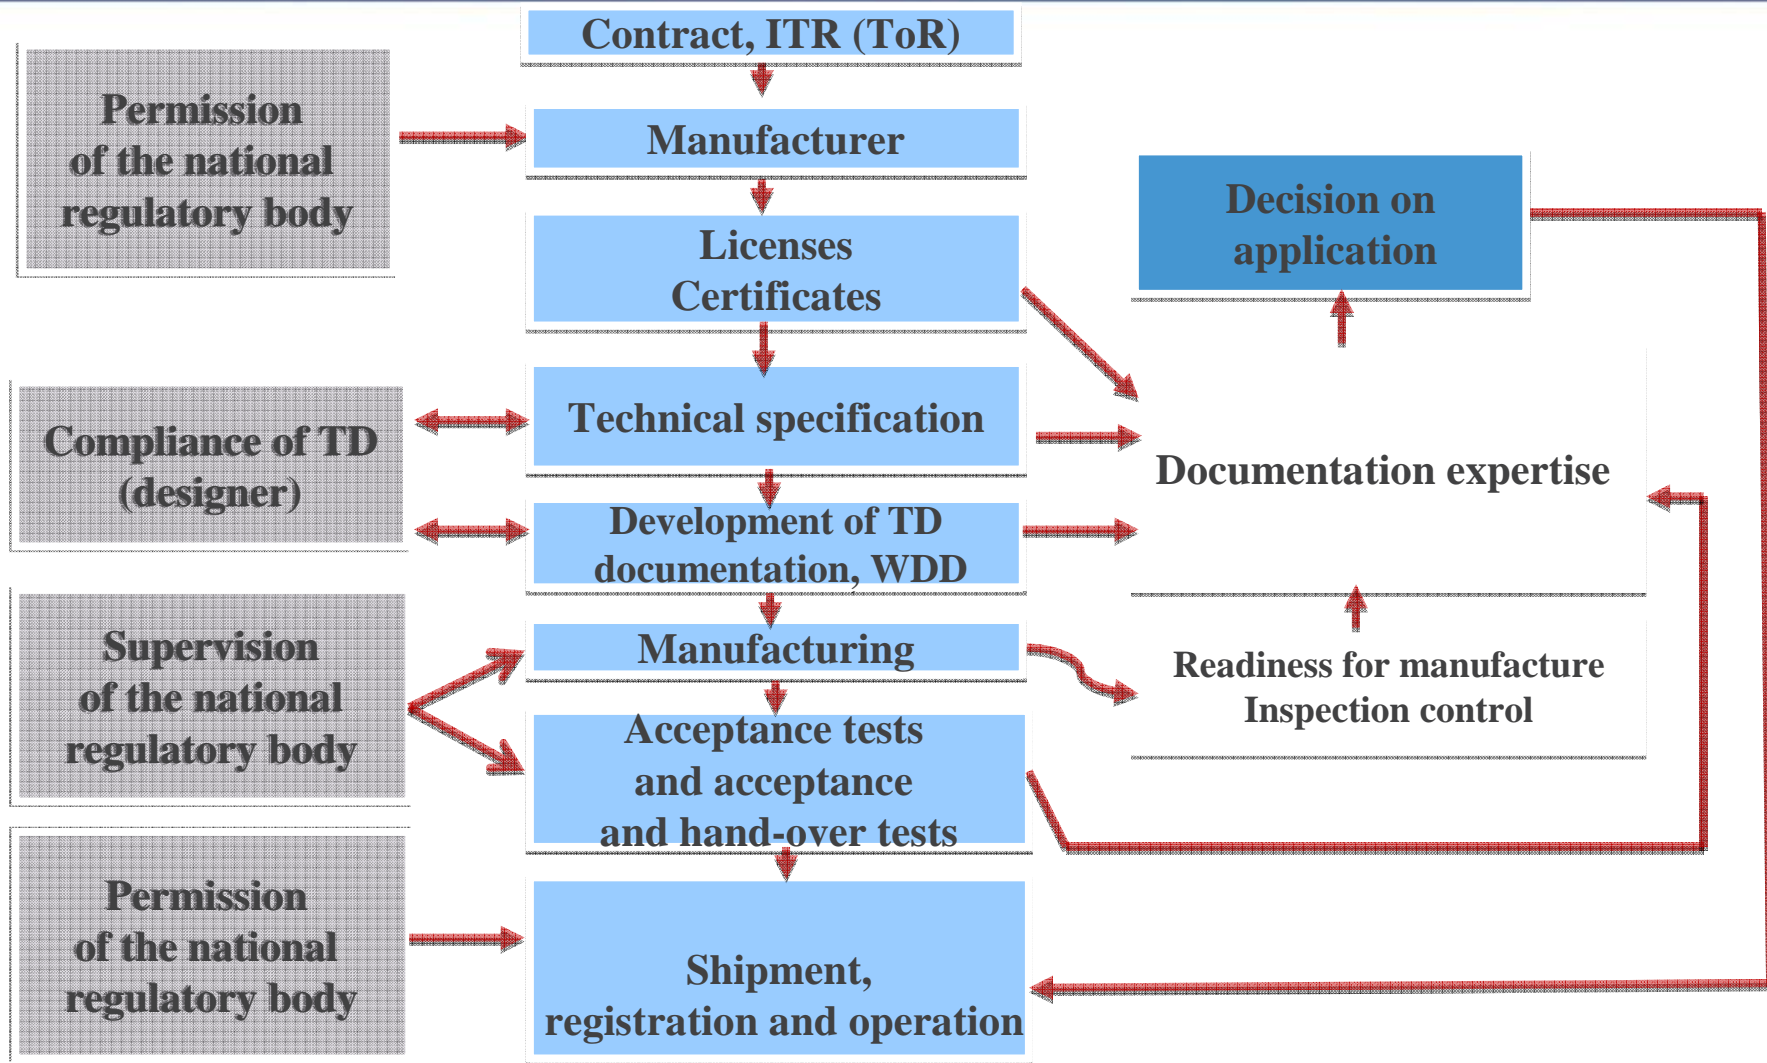 Contract, ITR (ToR)
Permission
of the national
regulatory body
Manufacturer
Licenses
Certificates
Decision on
application
Technical specification
Compliance of TD
(designer)
Documentation expertise
Development of TD
documentation, WDD
Supervision
of the national
regulatory body
Manufacturing
Readiness for manufacture
Inspection control
Acceptance tests
and acceptance
and hand-over tests
Permission
of the national
regulatory body
Shipment,
registration and operation